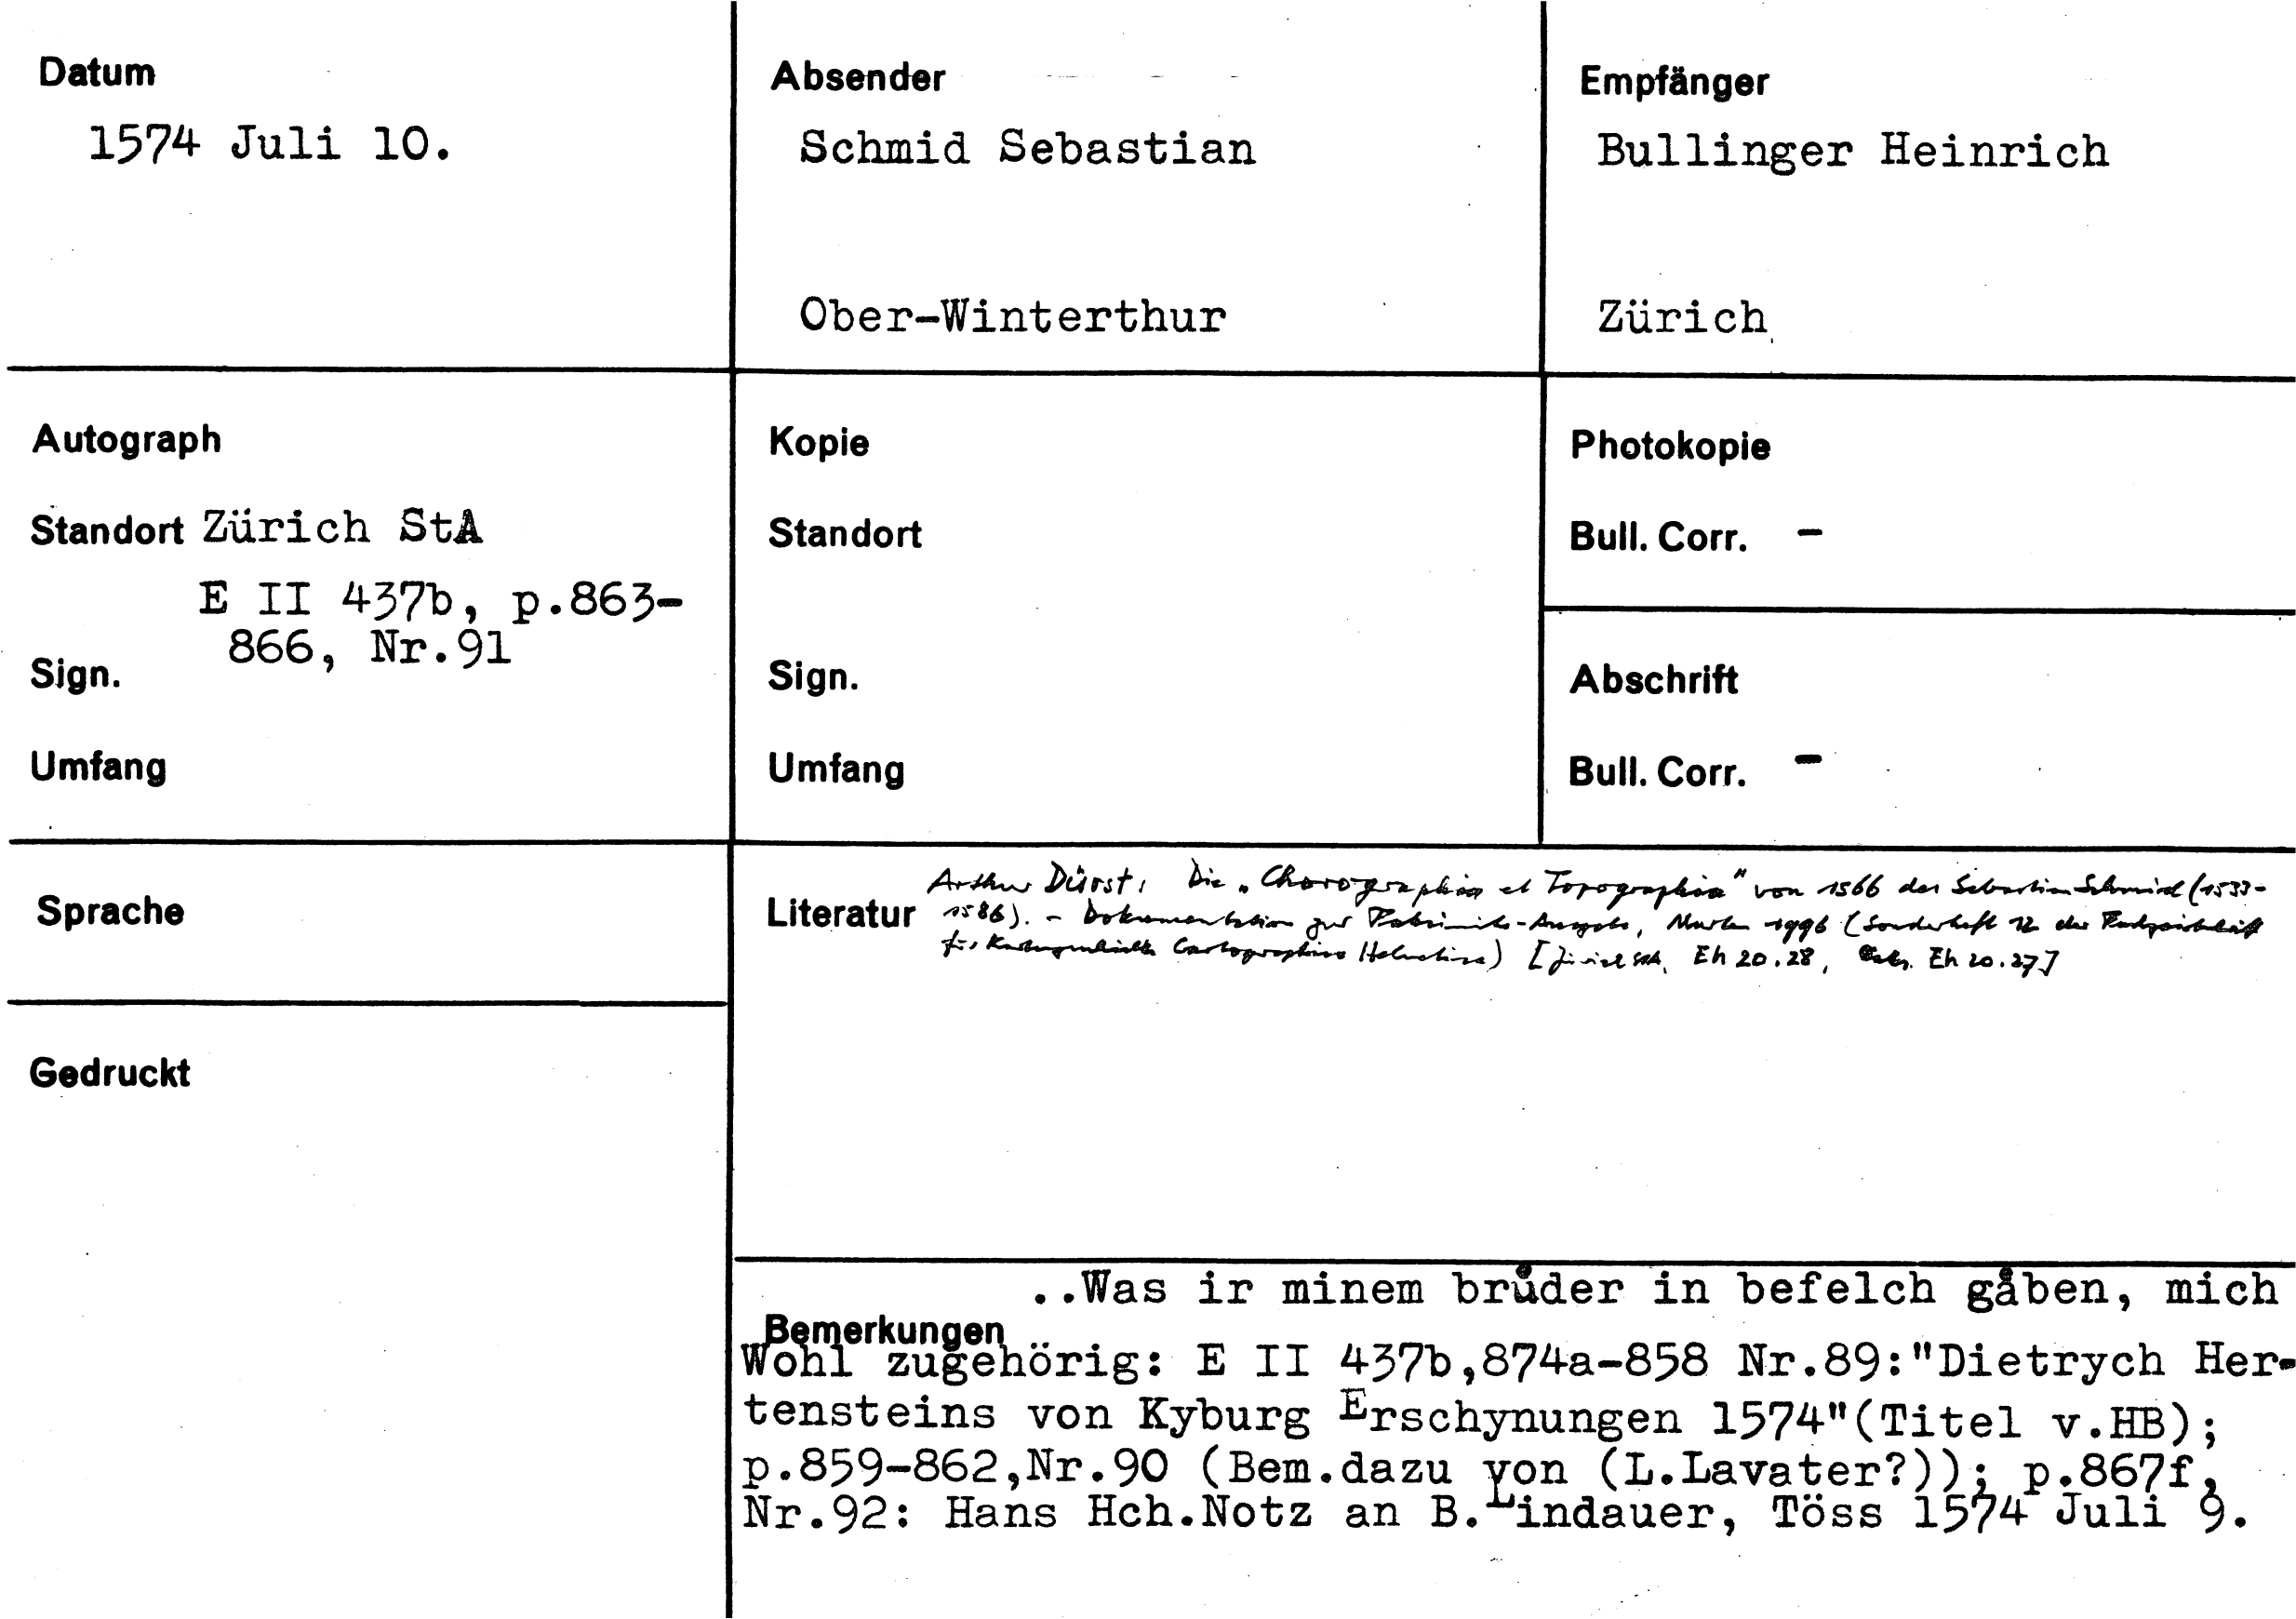 Datum
1574 Juli 10.
Absender
Schmid Sebastian
Ober-Winterthur
Empfänger
Bullinger Heinrich
Zürich
Autograph
Standort Zürich StA
E II 437b, p.863-
866, Nr.91
Sign.
Umfang
Kopie
Standort
Sign.
Umfang
Photokopie
Bull. Corr. -
Abschrift
Bull. Corr. -
Sprache
Gedruckt
Literatur
Arthur Dürst: Die „Chorographia et Topographia" von 1566 des Sebastian Schmid (1533-
1586). - Dokumentation zur Faksimile-Ausgabe, Murten 1996 (Sonderheft 12 der Fachzeitschrift
für Kartengeschichte Cartographica Helvetica) [Zürich StA, Eh 20.28, Eh 20.27]
..Was ir minem brůder in befelch gåben, mich
Bemerkungen
Wohl zugehörig: E II 437b,874a-858 Nr.89:"Dietrych Her-
tensteins von Kyburg Erschynungen 1574"(Titel v.HB);
p.859-862,Nr.90 (Bem.dazu von (L.Lavater?)); p.867f,
Nr.92: Hans Hch.Notz an B.Lindauer, Töss 1574 Juli 9.